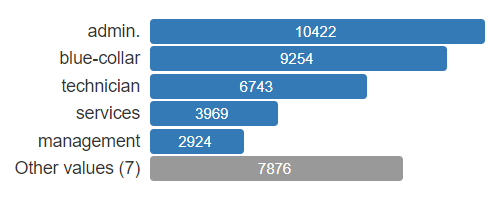 admin. 10422
blue-collar 9254
technician 6743
services 3969
management 2924
Other values (7) 7876